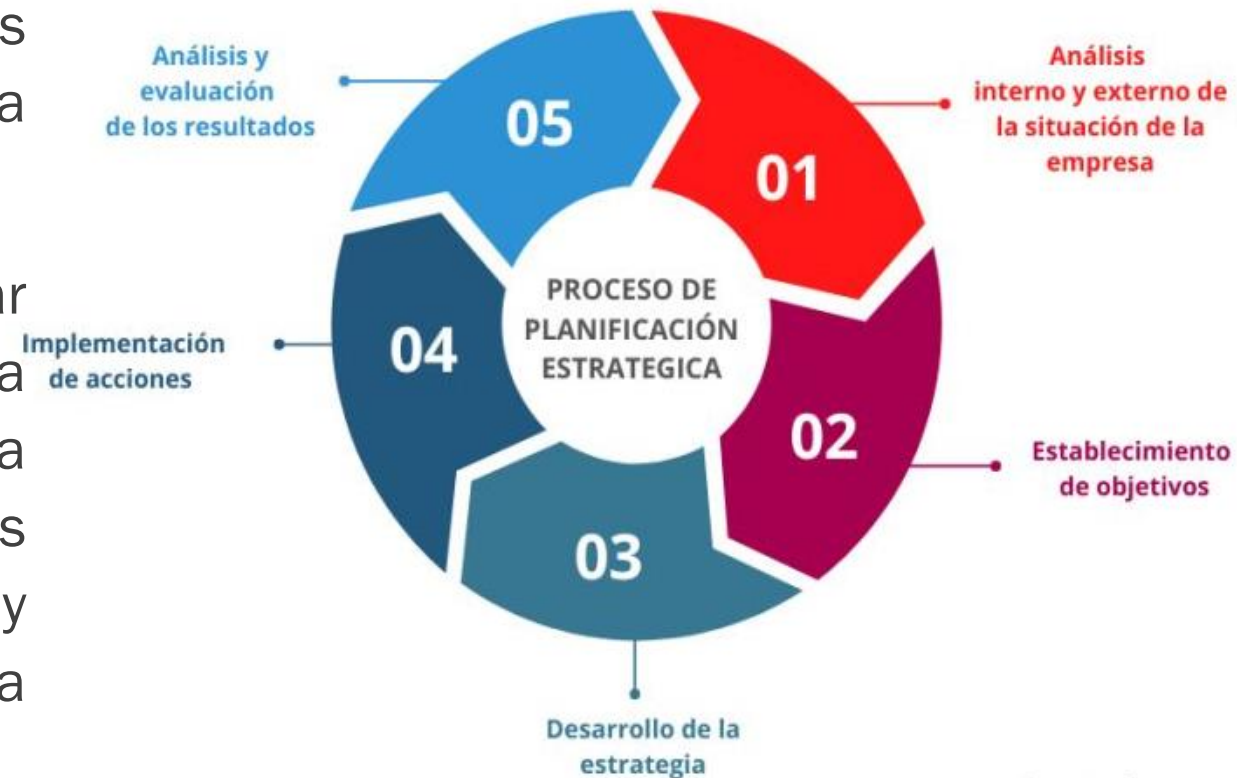 s
a
ar
a
a
s
y
a
PROCESO DE
PLANIFICACIÓN
ESTRATEGICA
01
Análisis
interno y externo de
la situación de la
empresa
02
Establecimiento
de objetivos
03
Desarrollo de la
estrategia
04
Implementación
de acciones
05
Análisis y
evaluación
de los resultados